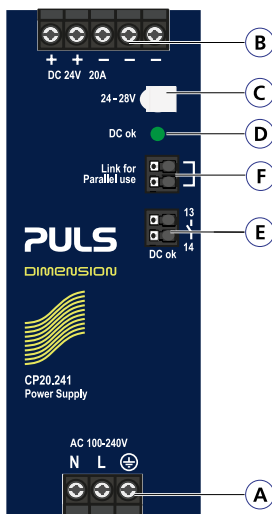 B
+ + – – –
DC 24V 20A
24–28V
C
DC ok
D
Link for
Parallel use
F
13
E
14
DC ok
PULS
DIMENSION
CP20.241
Power Supply
AC 100-240V
N L
A